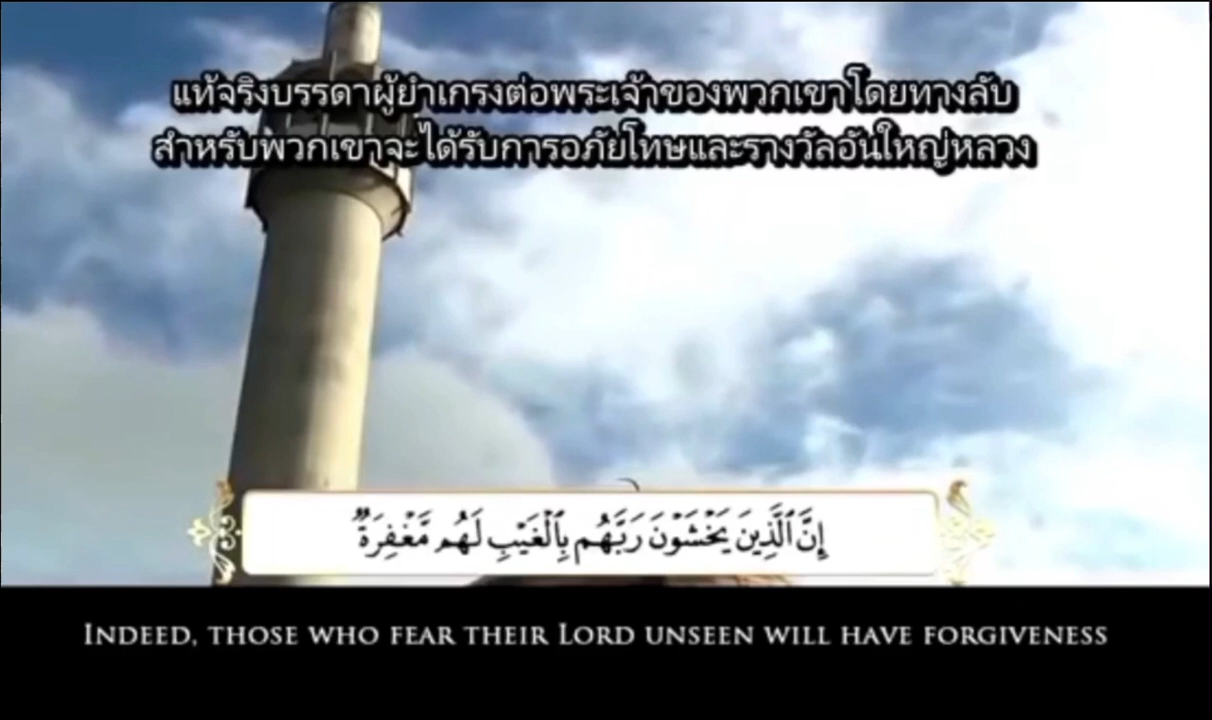 แท้จริงบรรดาผู้ยำเกรงต่อพระเจ้าของพวกเขาโดยทางลับ
สำหรับพวกเขาจะได้รับการอภัยโทษและรางวัลอันใหญ่หลวง
إِنَّ ٱلَّذِينَ يَخْشَوْنَ رَبَّهُم بِٱلْغَيْبِ لَهُم مَّغْفِرَةٌ
INDEED, THOSE WHO FEAR THEIR LORD UNSEEN WILL HAVE FORGIVENESS